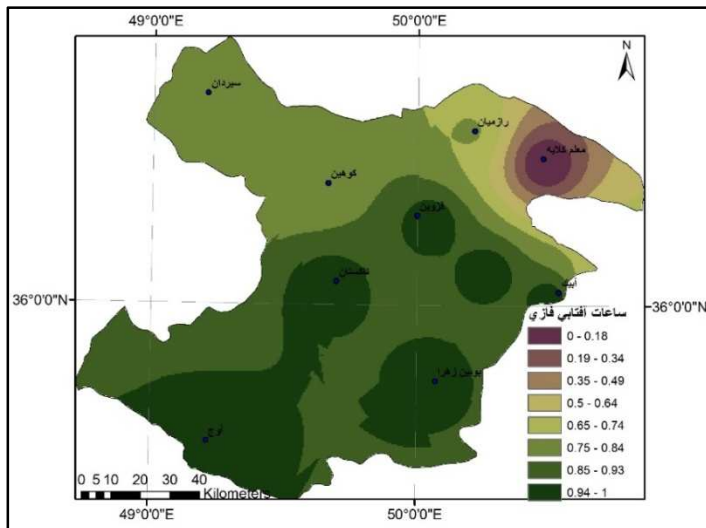 49°0'0"E 50°0'0"E
N
سیردان
رازمیان
معلم کلایه
کوهین
قزوین
تاکستان
آبیک
36°0'0"N 36°0'0"N
ساعات آفتابي فازي
0 - 0.18
0.19 - 0.34
0.35 - 0.49
0.5 - 0.64
0.65 - 0.74
0.75 - 0.84
0.85 - 0.93
0.94 - 1
بوئین زهرا
آوج
0 5 10 20 30 40
Kilometers
49°0'0"E 50°0'0"E